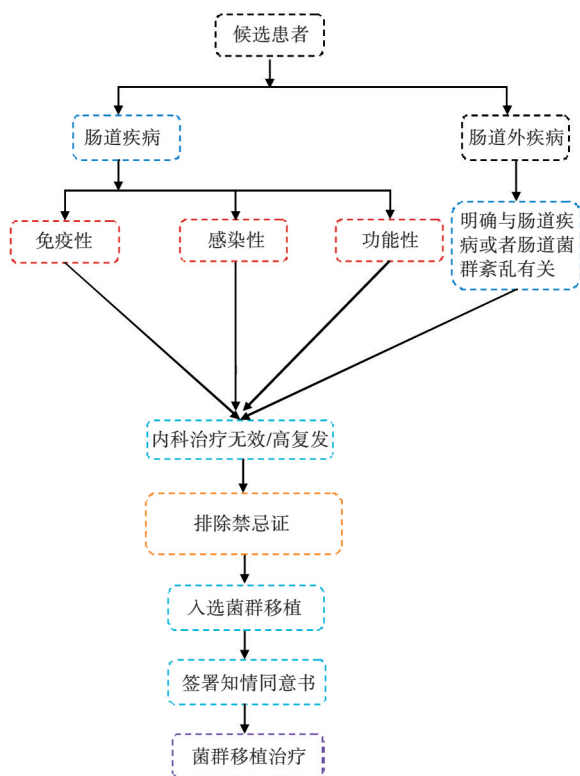 候选患者
肠道疾病
肠道外疾病
免疫性
感染性
功能性
明确与肠道疾
病或者肠道菌
群紊乱有关
内科治疗无效/高复发
排除禁忌证
入选菌群移植
签署知情同意书
菌群移植治疗